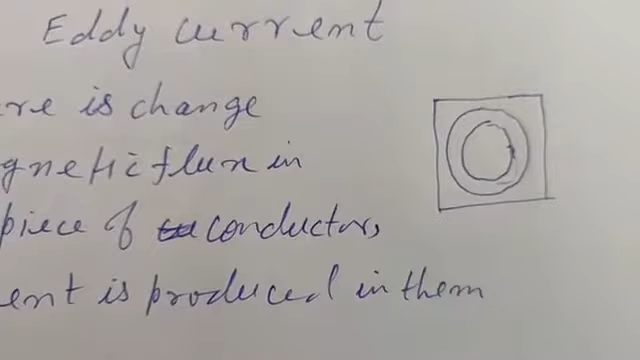 Eddy current
re is change
gnetic flux in
piece of conductor,
ent is produced in them